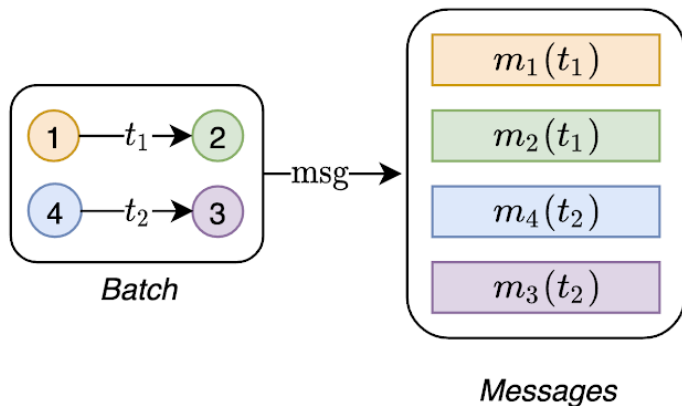 1 t₁ 2
4 t₂ 3
Batch
msg
m₁(t₁)
m₂(t₁)
m₄(t₂)
m₃(t₂)
Messages